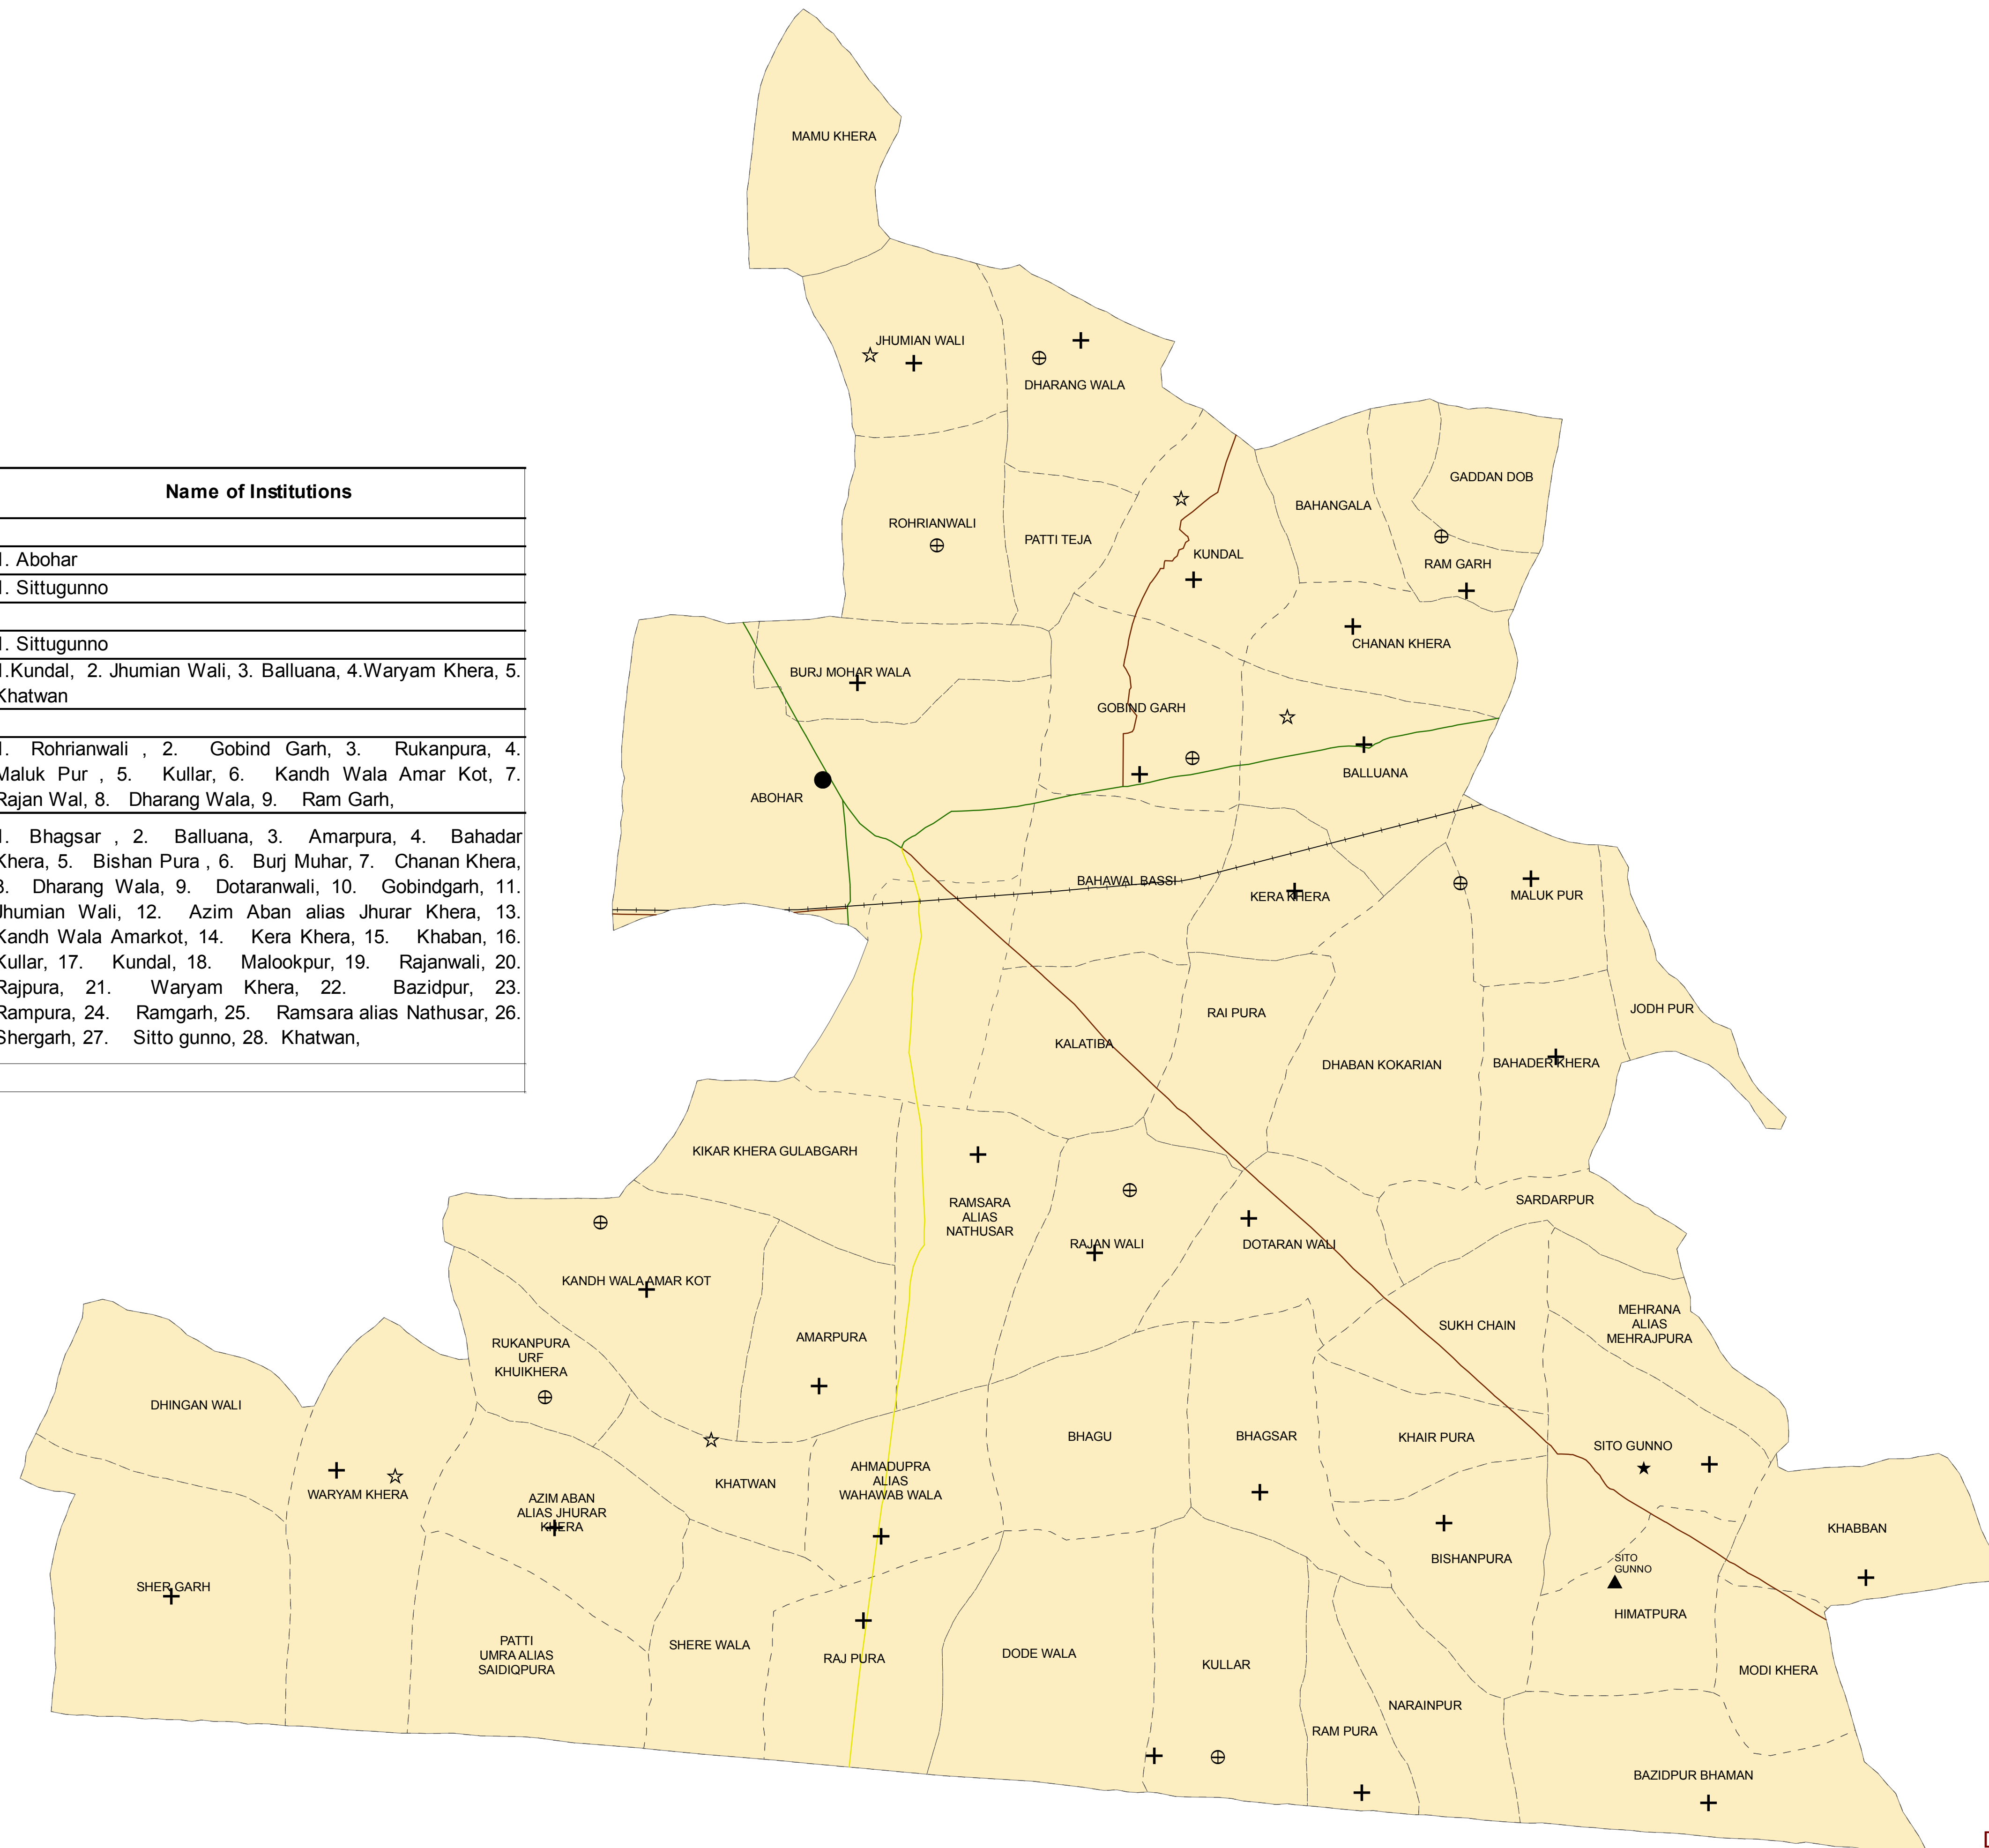 Name of Institutions
1. Abohar
1. Sittugunno
1. Sittugunno
1.Kundal, 2. Jhumian Wali, 3. Balluana, 4.Waryam Khera, 5.
Khatwan
1. Rohrianwali , 2. Gobind Garh, 3. Rukanpura, 4.
Maluk Pur , 5. Kullar, 6. Kandh Wala Amar Kot, 7.
Rajan Wal, 8. Dharang Wala, 9. Ram Garh,
1. Bhagsar , 2. Balluana, 3. Amarpura, 4. Bahadar
Khera, 5. Bishan Pura , 6. Burj Muhar, 7. Chanan Khera,
8. Dharang Wala, 9. Dotaranwali, 10. Gobindgarh, 11.
Jhumian Wali, 12. Azim Aban alias Jhurar Khera, 13.
Kandh Wala Amarkot, 14. Kera Khera, 15. Khaban, 16.
Kullar, 17. Kundal, 18. Malookpur, 19. Rajanwali, 20.
Rajpura, 21. Waryam Khera, 22. Bazidpur, 23.
Rampura, 24. Ramgarh, 25. Ramsara alias Nathusar, 26.
Shergarh, 27. Sitto gunno, 28. Khatwan,
MAMU KHERA
JHUMIAN WALI
DHARANG WALA
GADDAN DOB
BAHANGALA
ROHRIANWALI
PATTI TEJA
KUNDAL
RAM GARH
CHANAN KHERA
BURJ MOHAR WALA
GOBIND GARH
BALLUANA
ABOHAR
BAHAWAL BASSI
KERA KHERA
MALUK PUR
RAI PURA
JODH PUR
KALATIBA
DHABAN KOKARIAN
BAHADER KHERA
KIKAR KHERA GULABGARH
RAMSARA
ALIAS
NATHUSAR
SARDARPUR
RAJAN WALI
DOTARAN WALI
KANDH WALA AMAR KOT
MEHRANA
ALIAS
MEHRAJPURA
SUKH CHAIN
AMARPURA
RUKANPURA
URF
KHUIKHERA
DHINGAN WALI
BHAGU
BHAGSAR
KHAIR PURA
SITO GUNNO
AHMADUPRA
ALIAS
WAHAWAB WALA
KHATWAN
WARYAM KHERA
AZIM ABAN
ALIAS JHURAR
KHERA
KHABBAN
BISHANPURA
SITO
GUNNO
SHER GARH
HIMATPURA
PATTI
UMRA ALIAS
SAIDIQPURA
SHERE WALA
RAJ PURA
DODE WALA
KULLAR
MODI KHERA
NARAINPUR
RAM PURA
BAZIDPUR BHAMAN